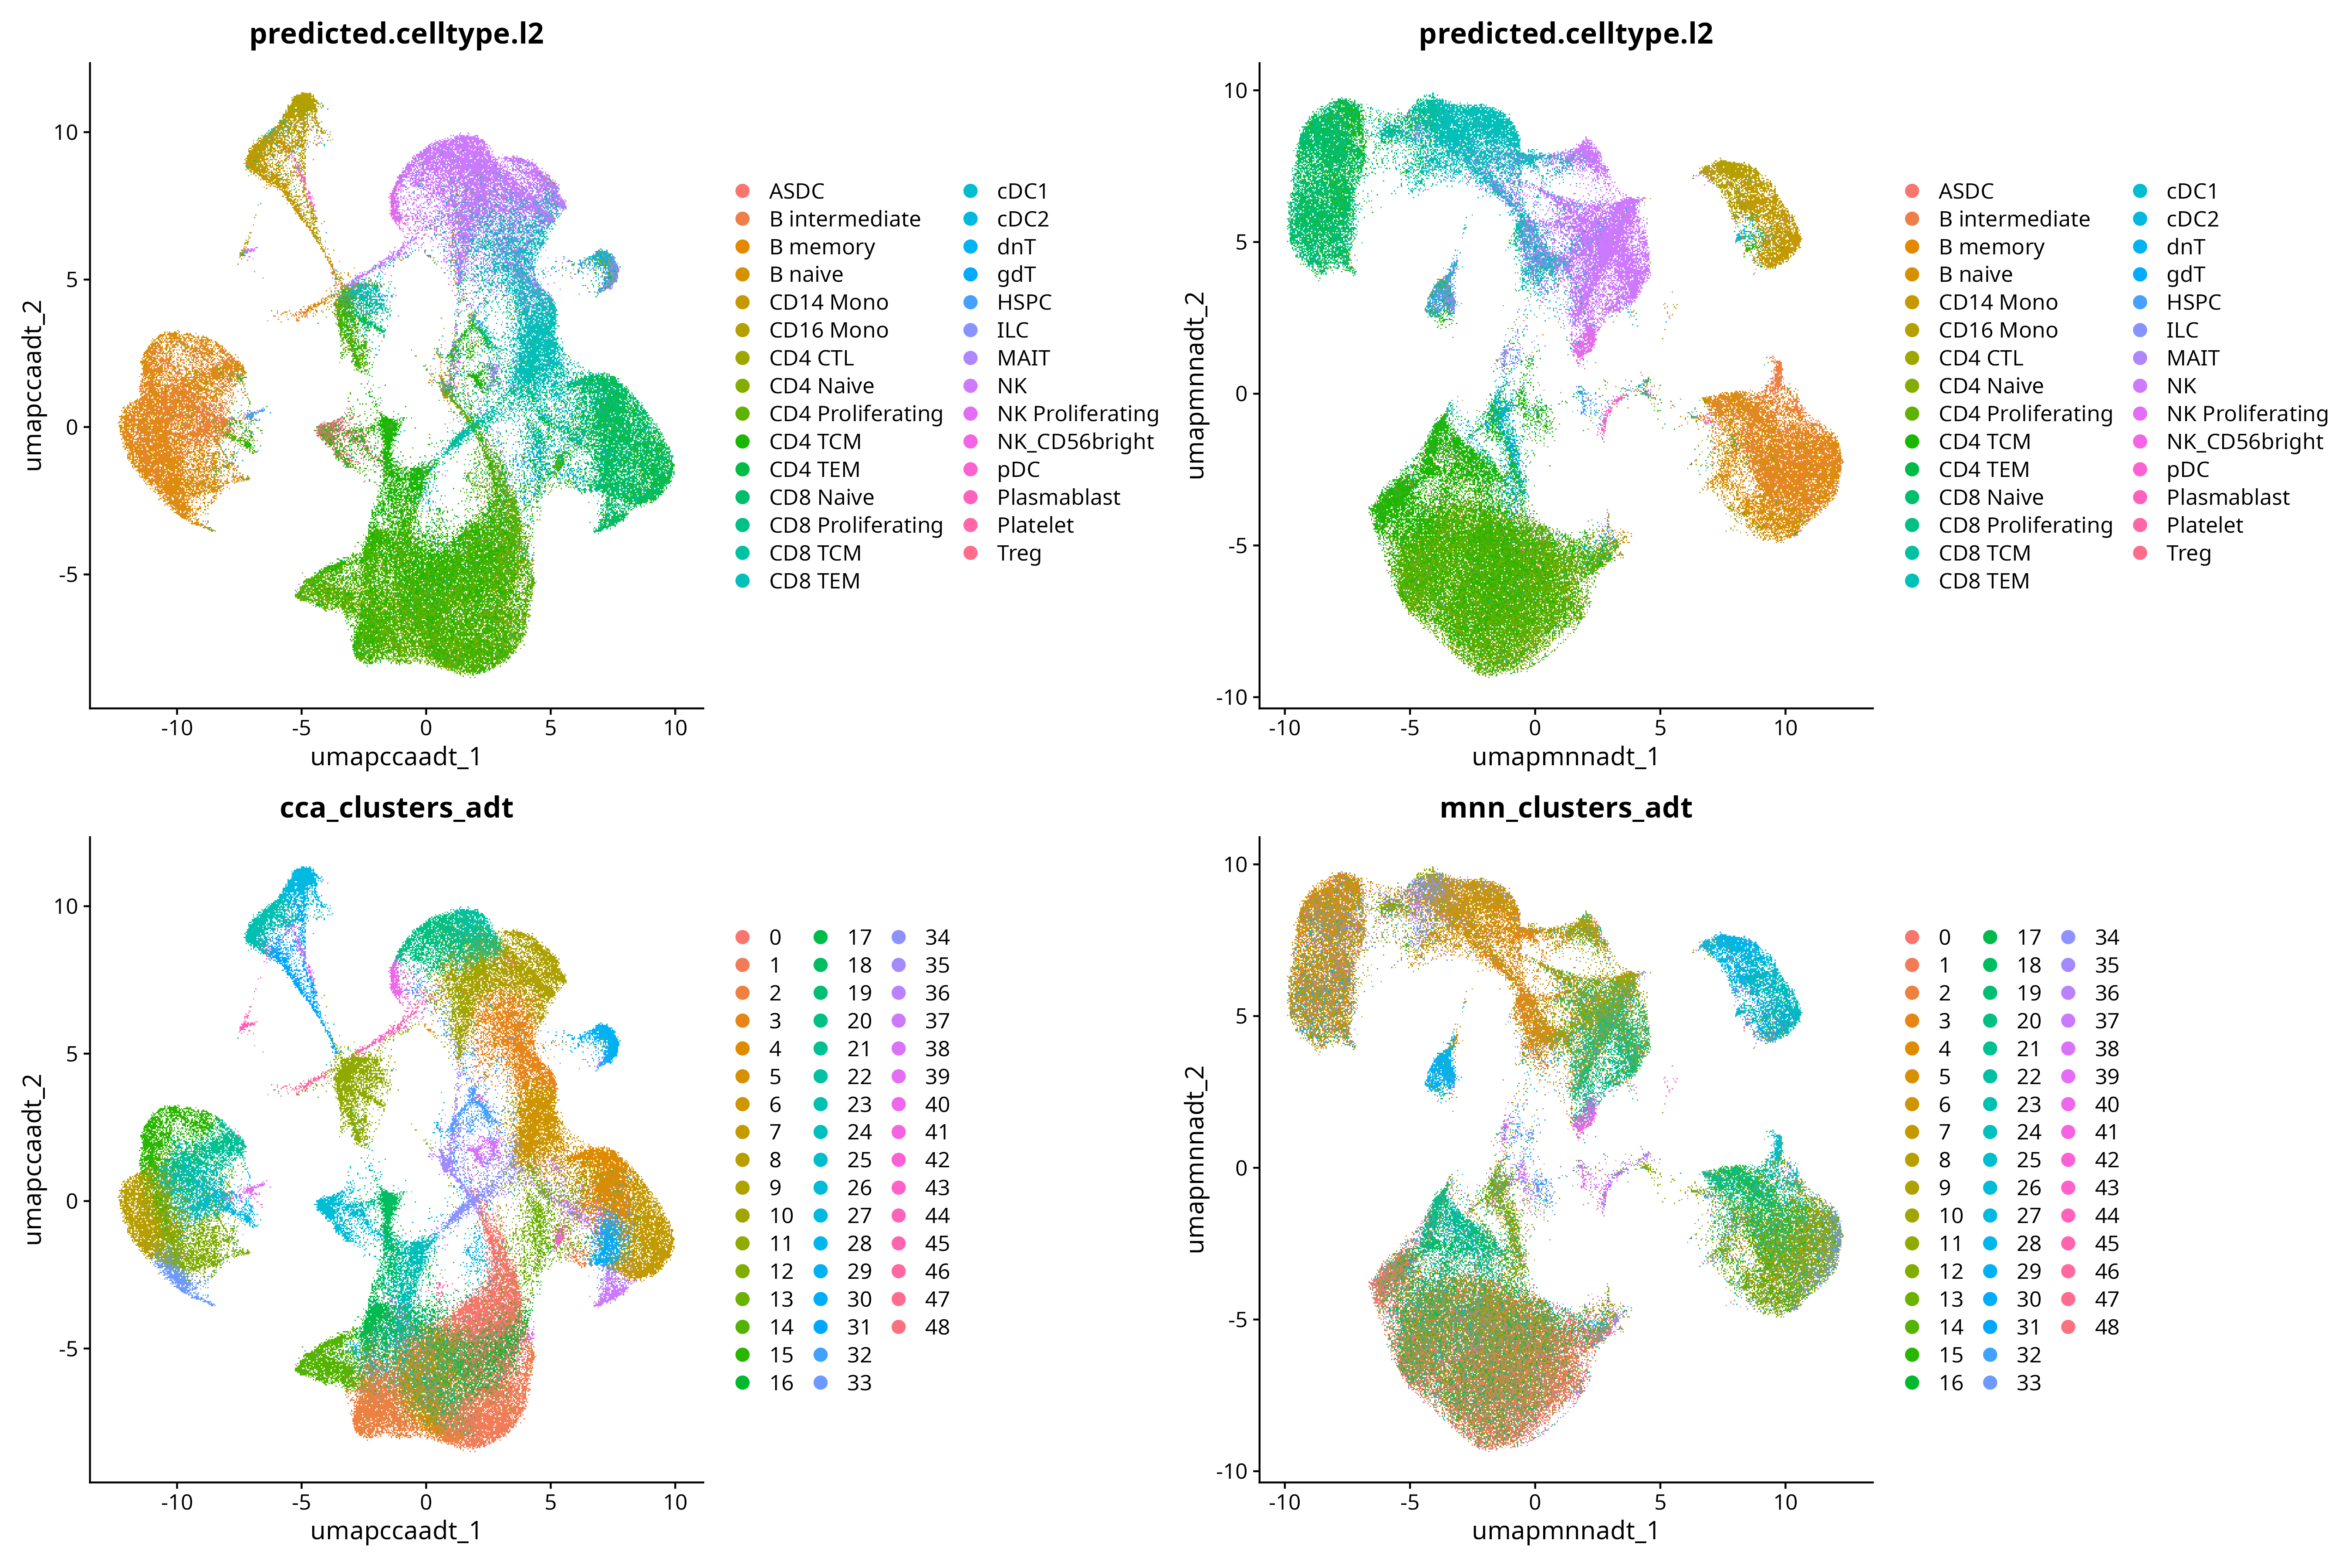 predicted.celltype.l2
10
5
0
-5
umapccaadt_2
-10
-5
0
5
10
umapccaadt_1
ASDC
B intermediate
B memory
B naive
CD14 Mono
CD16 Mono
CD4 CTL
CD4 Naive
CD4 Proliferating
CD4 TCM
CD4 TEM
CD8 Naive
CD8 Proliferating
CD8 TCM
CD8 TEM
cDC1
cDC2
dnT
gdT
HSPC
ILC
MAIT
NK
NK Proliferating
NK_CD56bright
pDC
Plasmablast
Platelet
Treg
predicted.celltype.l2
10
5
0
-5
-10
umapmnnadt_2
-10
-5
0
5
10
umapmnnadt_1
ASDC
B intermediate
B memory
B naive
CD14 Mono
CD16 Mono
CD4 CTL
CD4 Naive
CD4 Proliferating
CD4 TCM
CD4 TEM
CD8 Naive
CD8 Proliferating
CD8 TCM
CD8 TEM
cDC1
cDC2
dnT
gdT
HSPC
ILC
MAIT
NK
NK Proliferating
NK_CD56bright
pDC
Plasmablast
Platelet
Treg
cca_clusters_adt
10
5
0
-5
umapccaadt_2
-10
-5
0
5
10
umapccaadt_1
0
1
2
3
4
5
6
7
8
9
10
11
12
13
14
15
16
17
18
19
20
21
22
23
24
25
26
27
28
29
30
31
32
33
34
35
36
37
38
39
40
41
42
43
44
45
46
47
48
mnn_clusters_adt
10
5
0
-5
-10
umapmnnadt_2
-10
-5
0
5
10
umapmnnadt_1
0
1
2
3
4
5
6
7
8
9
10
11
12
13
14
15
16
17
18
19
20
21
22
23
24
25
26
27
28
29
30
31
32
33
34
35
36
37
38
39
40
41
42
43
44
45
46
47
48